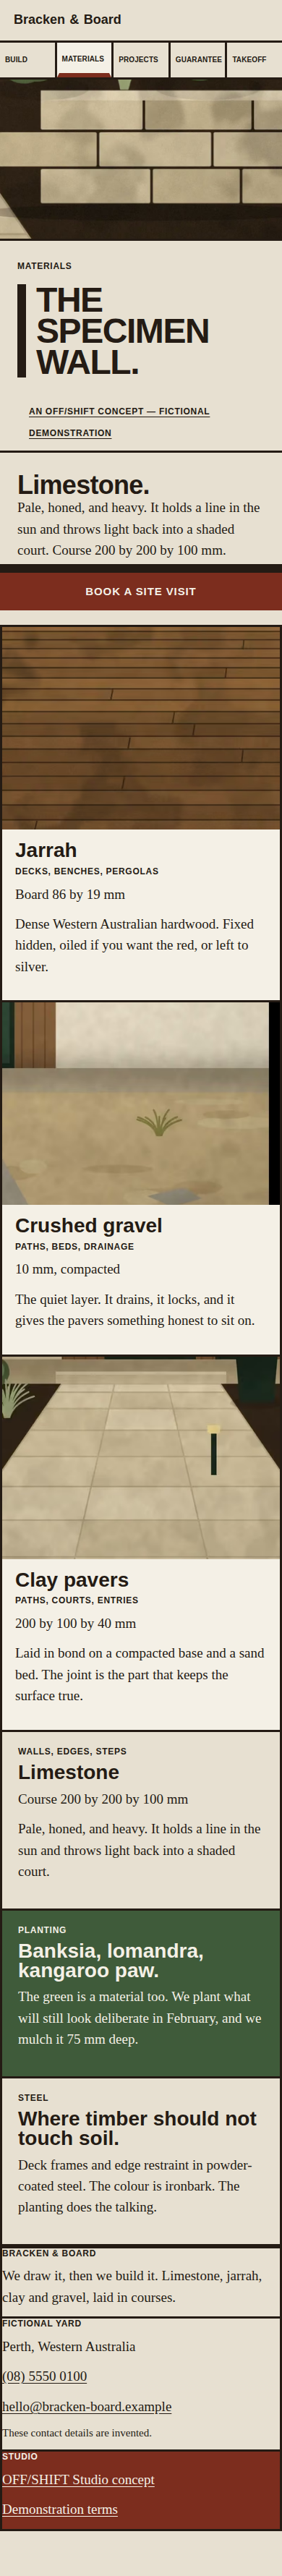 Bracken & Board
BUILD
MATERIALS
PROJECTS
GUARANTEE
TAKEOFF
MATERIALS
THE
SPECIMEN
WALL.
AN OFF/SHIFT CONCEPT — FICTIONAL
DEMONSTRATION
Limestone.
Pale, honed, and heavy. It holds a line in the
sun and throws light back into a shaded
court. Course 200 by 200 by 100 mm.
BOOK A SITE VISIT
Jarrah
DECKS, BENCHES, PERGOLAS
Board 86 by 19 mm
Dense Western Australian hardwood. Fixed
hidden, oiled if you want the red, or left to
silver.
Crushed gravel
PATHS, BEDS, DRAINAGE
10 mm, compacted
The quiet layer. It drains, it locks, and it
gives the pavers something honest to sit on.
Clay pavers
PATHS, COURTS, ENTRIES
200 by 100 by 40 mm
Laid in bond on a compacted base and a sand
bed. The joint is the part that keeps the
surface true.
WALLS, EDGES, STEPS
Limestone
Course 200 by 200 by 100 mm
Pale, honed, and heavy. It holds a line in the
sun and throws light back into a shaded
court.
PLANTING
Banksia, lomandra,
kangaroo paw.
The green is a material too. We plant what
will still look deliberate in February, and we
mulch it 75 mm deep.
STEEL
Where timber should not
touch soil.
Deck frames and edge restraint in powder-
coated steel. The colour is ironbark. The
planting does the talking.
BRACKEN & BOARD
We draw it, then we build it. Limestone, jarrah,
clay and gravel, laid in courses.
FICTIONAL YARD
Perth, Western Australia
(08) 5550 0100
hello@bracken-board.example
These contact details are invented.
STUDIO
OFF/SHIFT Studio concept
Demonstration terms